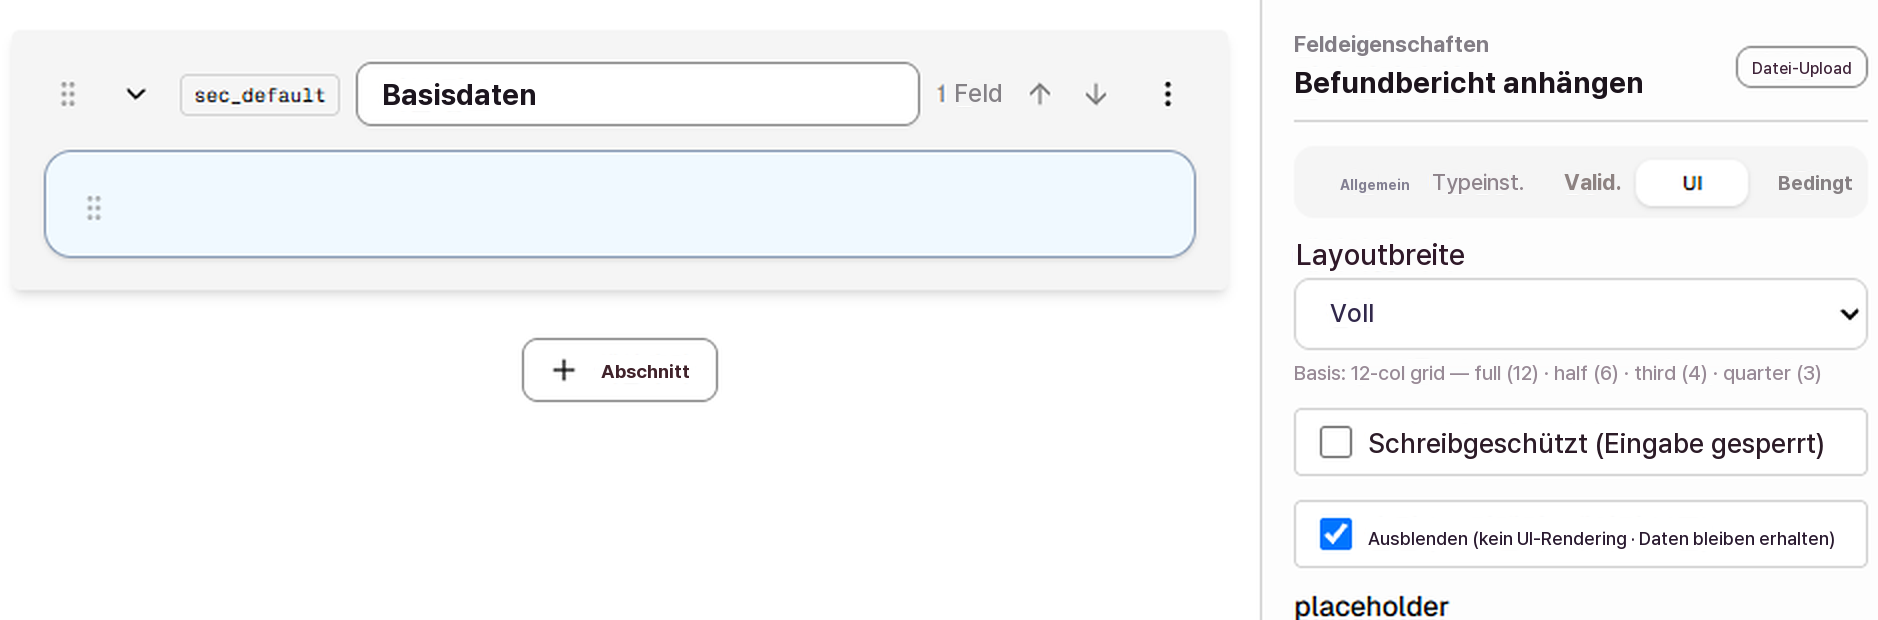 sec_default Basisdaten 1 Feld
Abschnitt
Feldeigenschaften
Befundbericht anhängen
Datei-Upload
Allgemein Typeinst. Valid. UI Bedingt
Layoutbreite
Voll
Basis: 12-col grid — full (12) · half (6) · third (4) · quarter (3)
Schreibgeschützt (Eingabe gesperrt)
Ausblenden (kein UI-Rendering · Daten bleiben erhalten)
placeholder